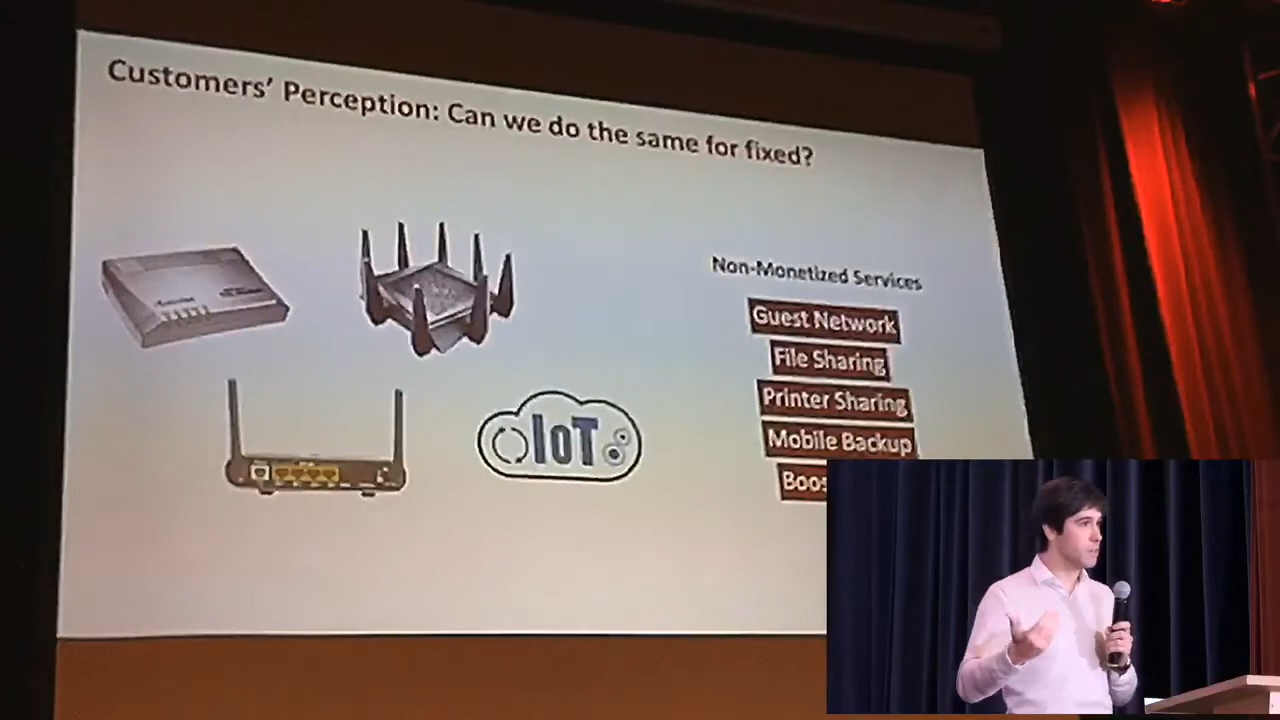 Customers’ Perception: Can we do the same for fixed?
Non-Monetized Services
Guest Network
File Sharing
Printer Sharing
IoT
Mobile Backup